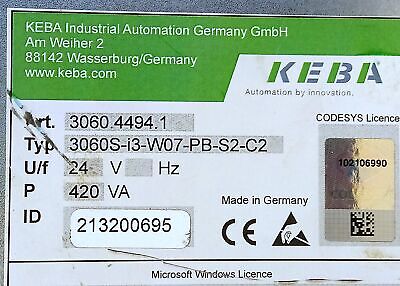 KEBA Industrial Automation Germany GmbH
Am Weiher 2
88142 Wasserburg/Germany
www.keba.com
KEBA
Automation by innovation.
Art. 3060.4494.1
CODESYS Licence
Typ 3060S-i3-W07-PB-S2-C2
U/f 24 V Hz
102106990
P 420 VA
Made in Germany
ID 213200695
CE
Microsoft Windows Licence